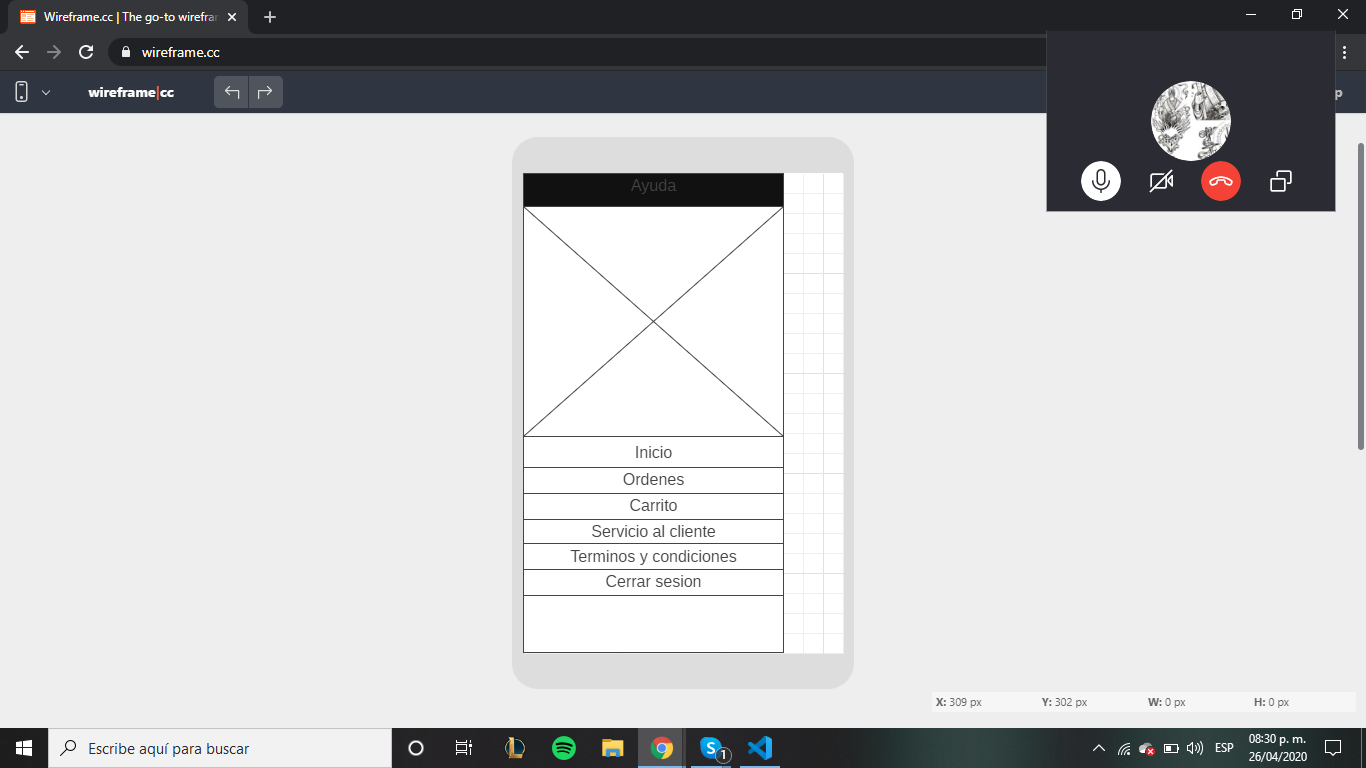 Wireframe.cc | The go-to wirefra
wireframe.cc
wireframe|cc
p
Ayuda
Inicio
Ordenes
Carrito
Servicio al cliente
Terminos y condiciones
Cerrar sesion
X: 309 px Y: 302 px W: 0 px H: 0 px
Escribe aquí para buscar
1
ESP
08:30 p. m.
26/04/2020